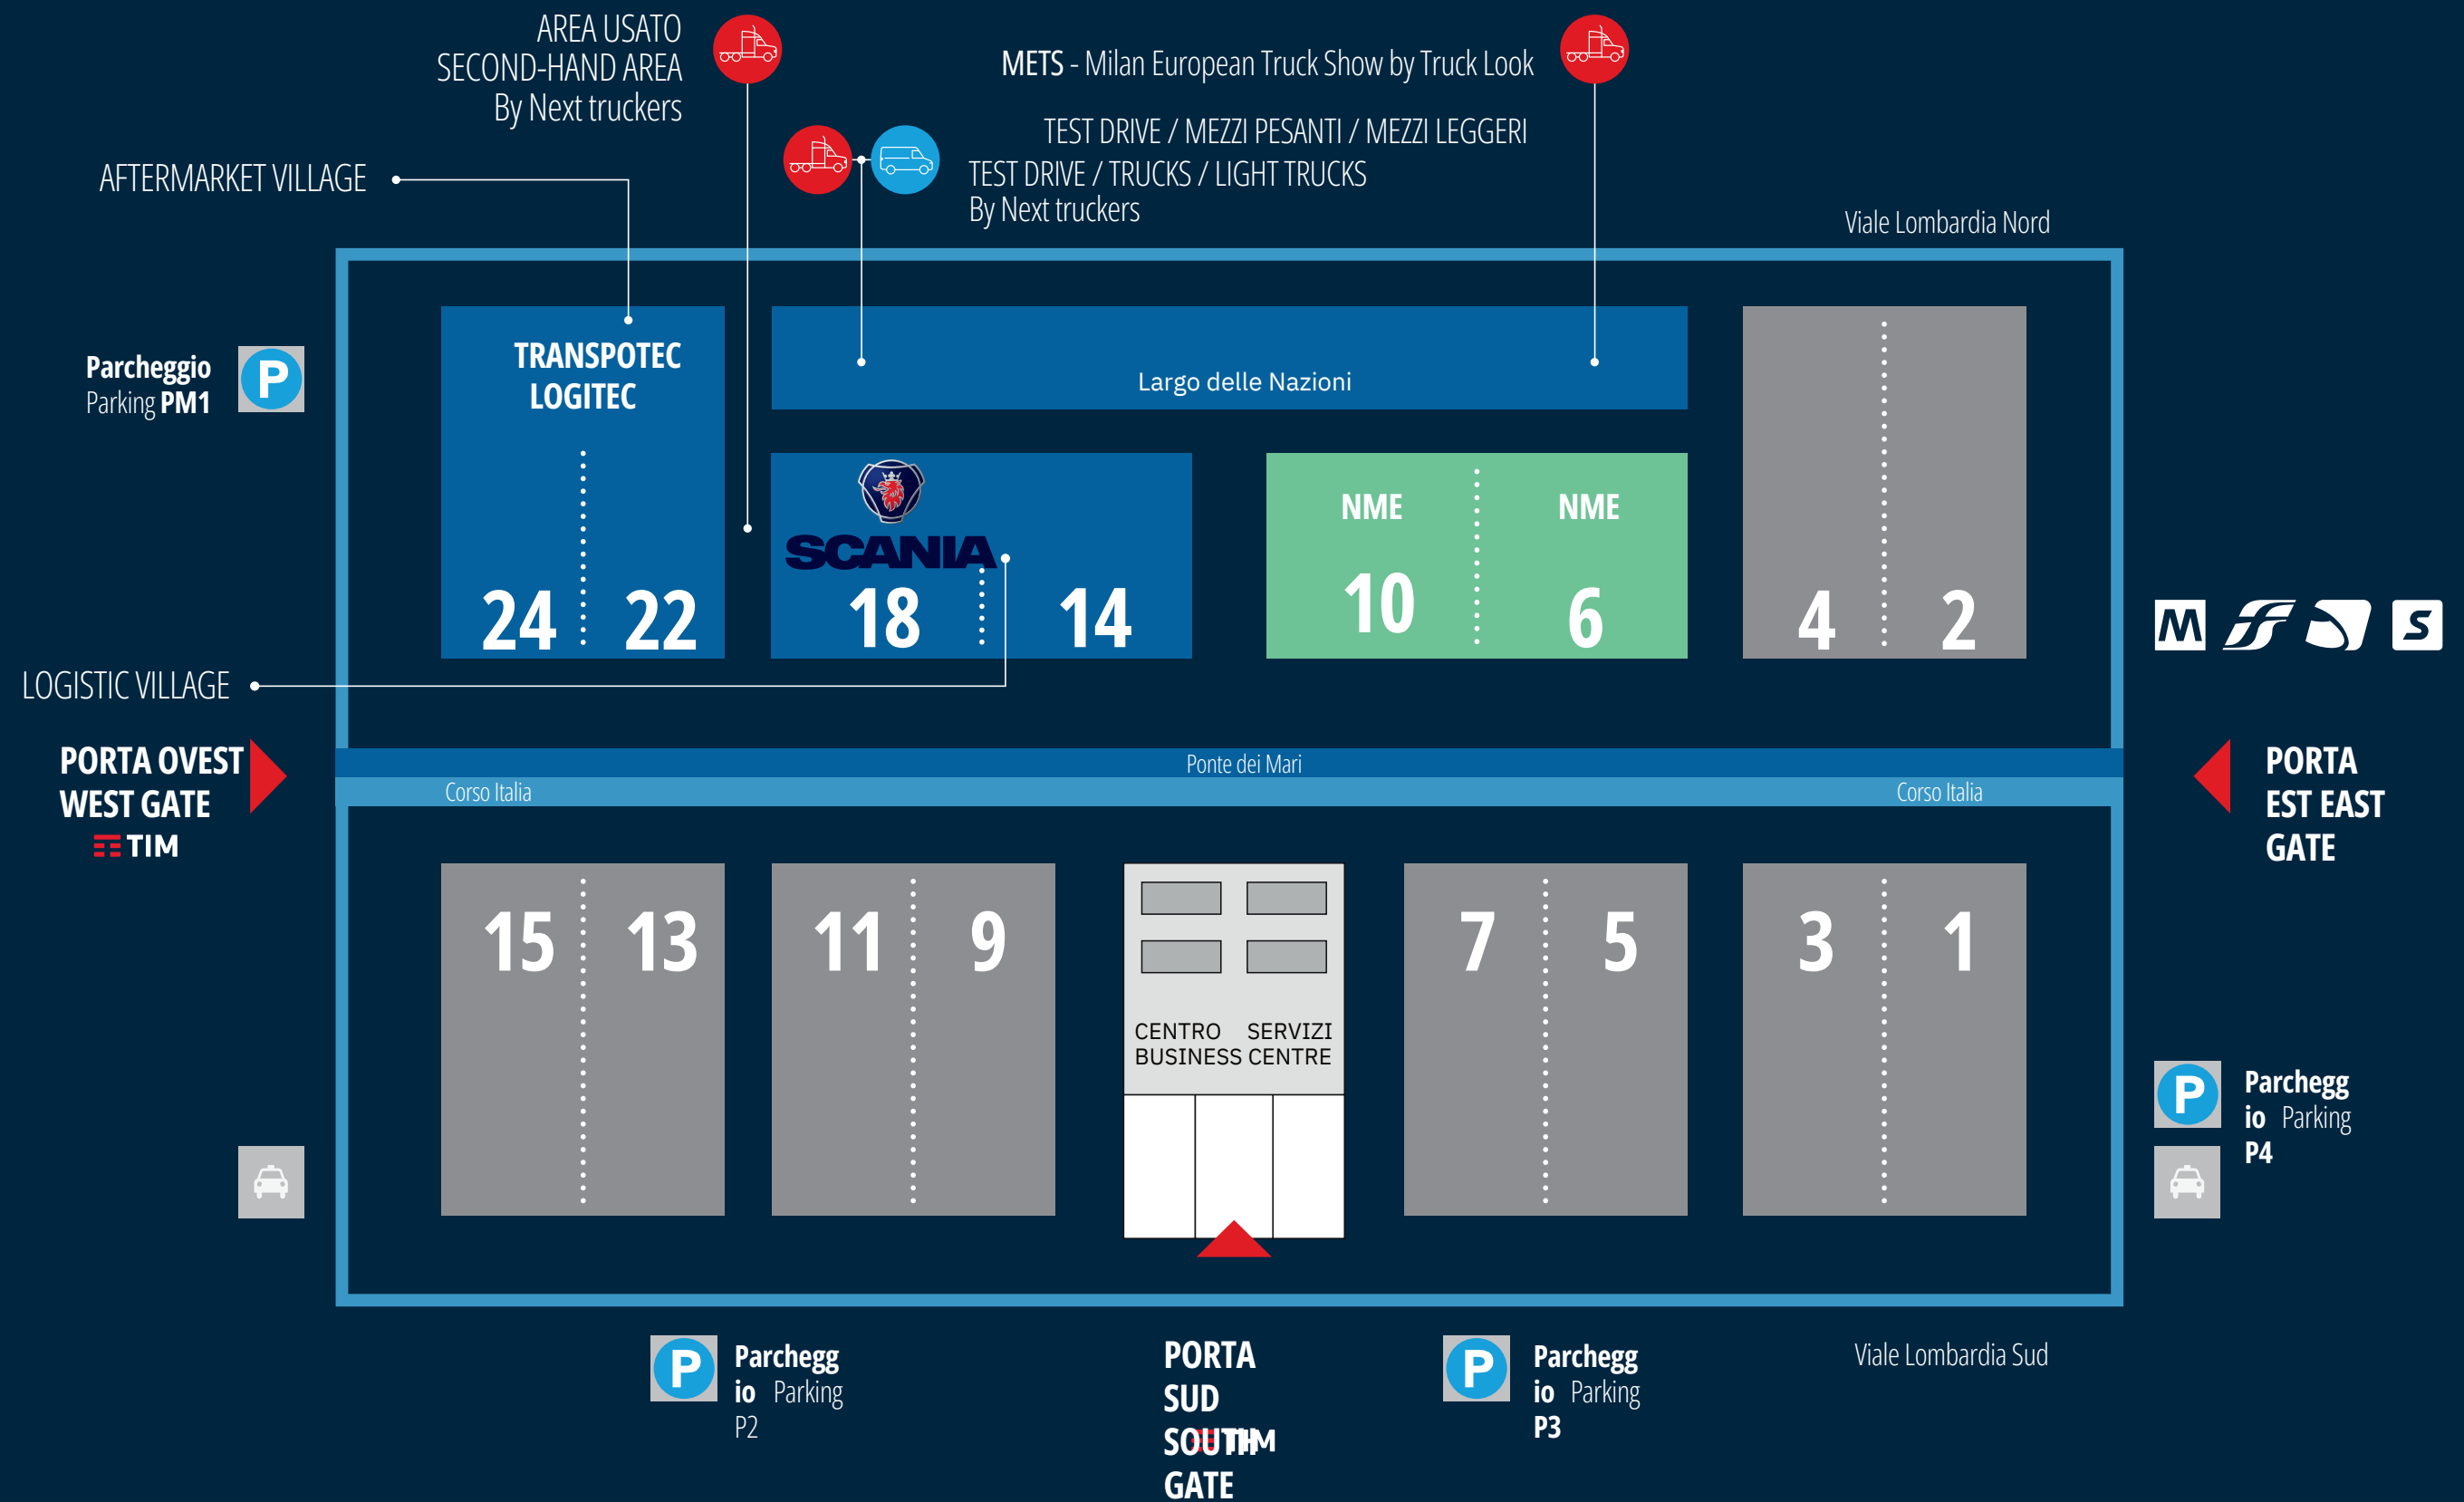 AREA USATO
SECOND-HAND AREA
By Next truckers
METS - Milan European Truck Show by Truck Look
TEST DRIVE / MEZZI PESANTI / MEZZI LEGGERI
TEST DRIVE / TRUCKS / LIGHT TRUCKS
By Next truckers
AFTERMARKET VILLAGE
Viale Lombardia Nord
Parcheggio
Parking PM1
P
TRANSPOTEC
LOGITEC
24 22
Largo delle Nazioni
SCANIA
18 14
NME NME
10 6
4 2
M S
LOGISTIC VILLAGE
PORTA OVEST
WEST GATE
TIM
Ponte dei Mari
Corso Italia Corso Italia
PORTA
EST EAST
GATE
15 13 11 9 7 5 3 1
CENTRO SERVIZI
BUSINESS CENTRE
P
Parchegg
io Parking
P4
P
Parchegg
io Parking
P2
PORTA
SUD
SOUTH
TIM
GATE
P
Parchegg
io Parking
P3
Viale Lombardia Sud